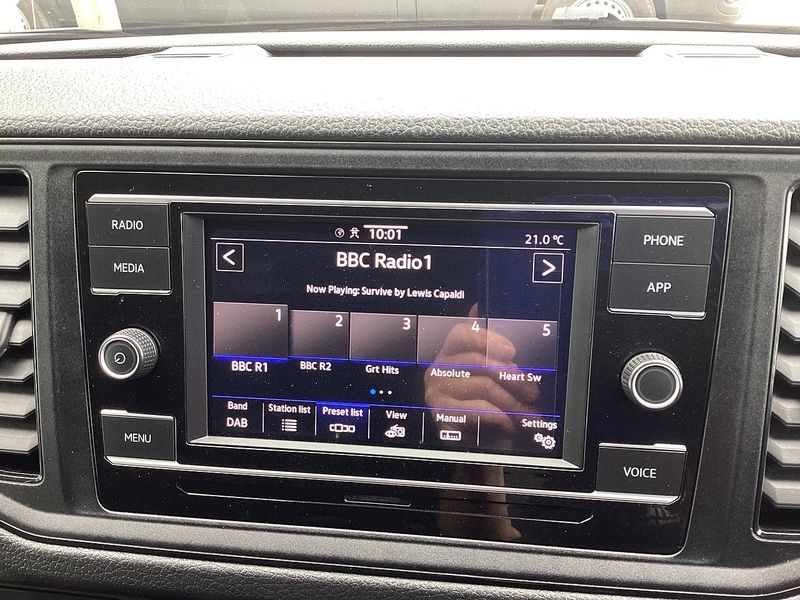 RADIO
MEDIA
MENU
10:01
21.0 ℃
<
BBC Radio1
>
Now Playing: Survive by Lewis Capaldi
1 2 3 4 5
BBC R1 BBC R2 Grt Hits Absolute Heart Sw
Band Station list Preset list View Manual Settings
DAB
PHONE
APP
VOICE